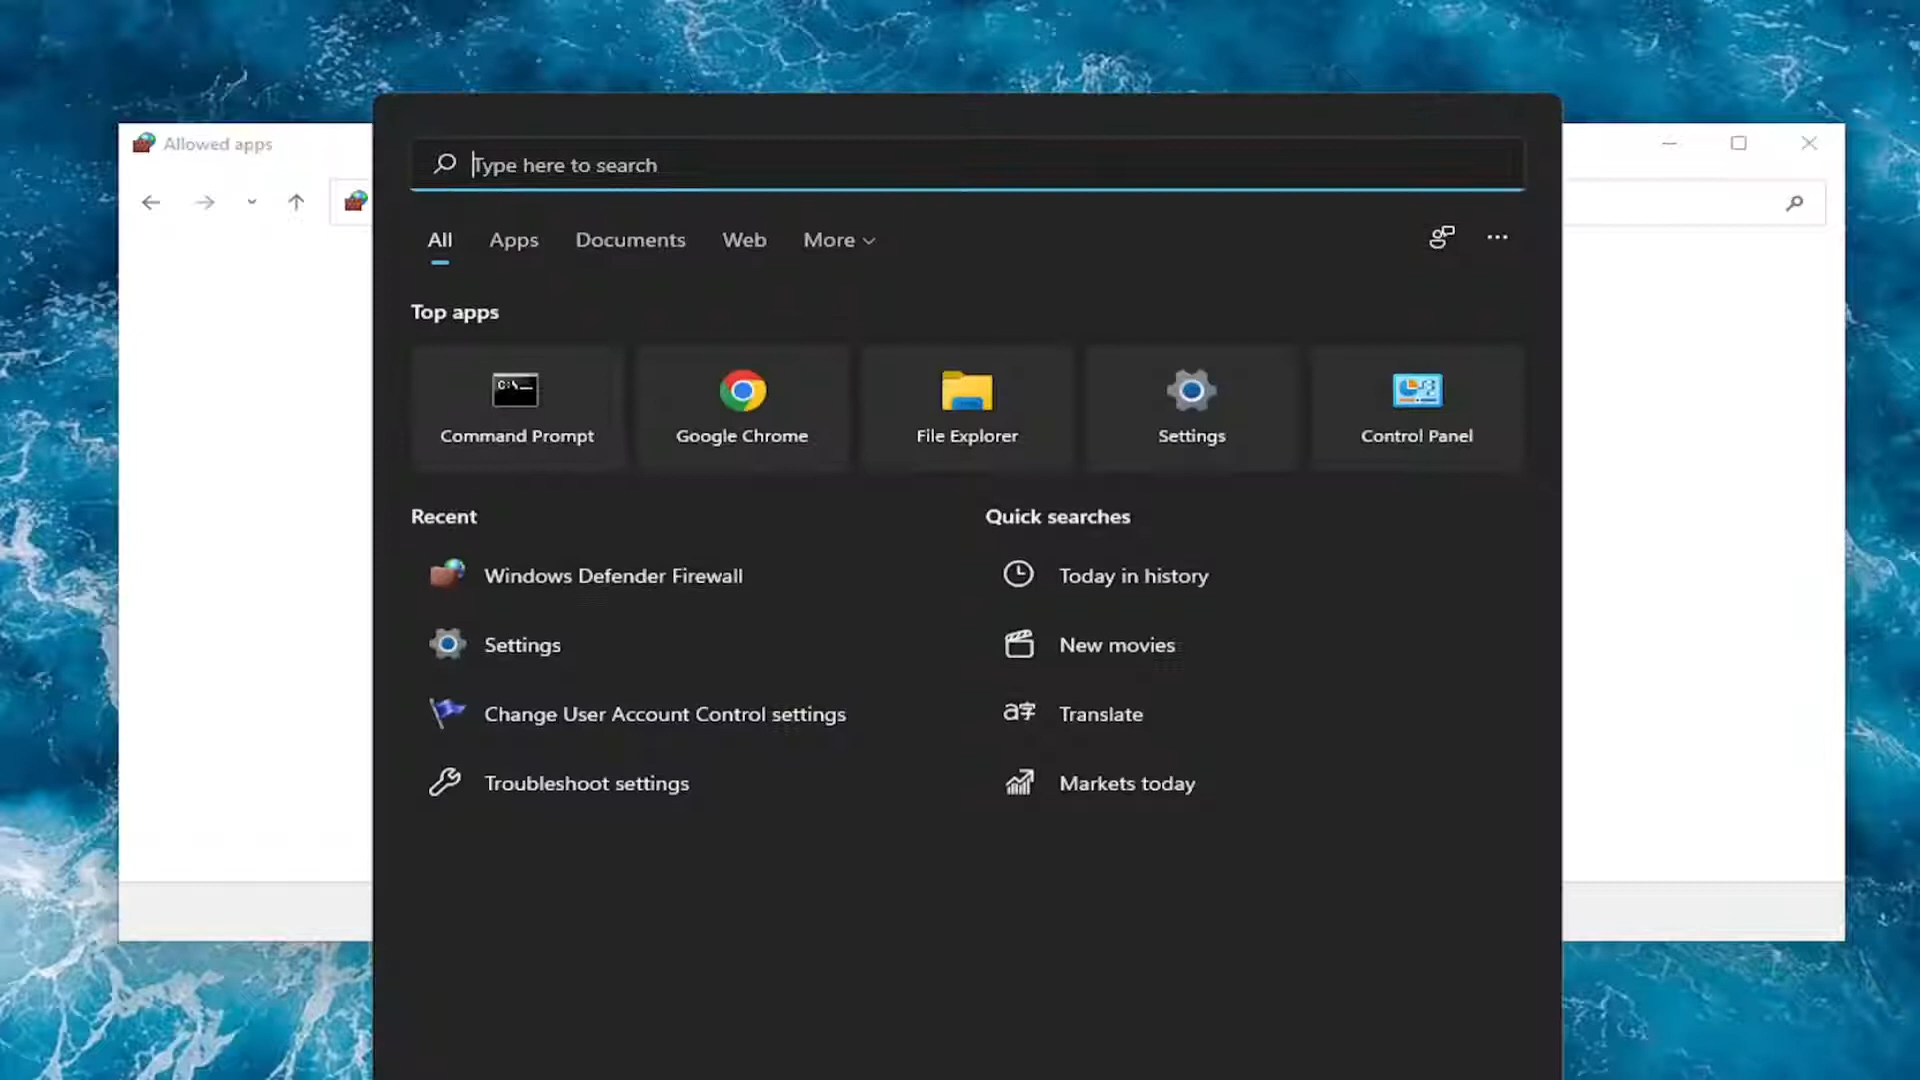 Allowed apps
Type here to search
All Apps Documents Web More
Top apps
C:\
Command Prompt Google Chrome File Explorer Settings Control Panel
Recent Quick searches
Windows Defender Firewall Today in history
Settings New movies
Change User Account Control settings a字 Translate
Troubleshoot settings Markets today